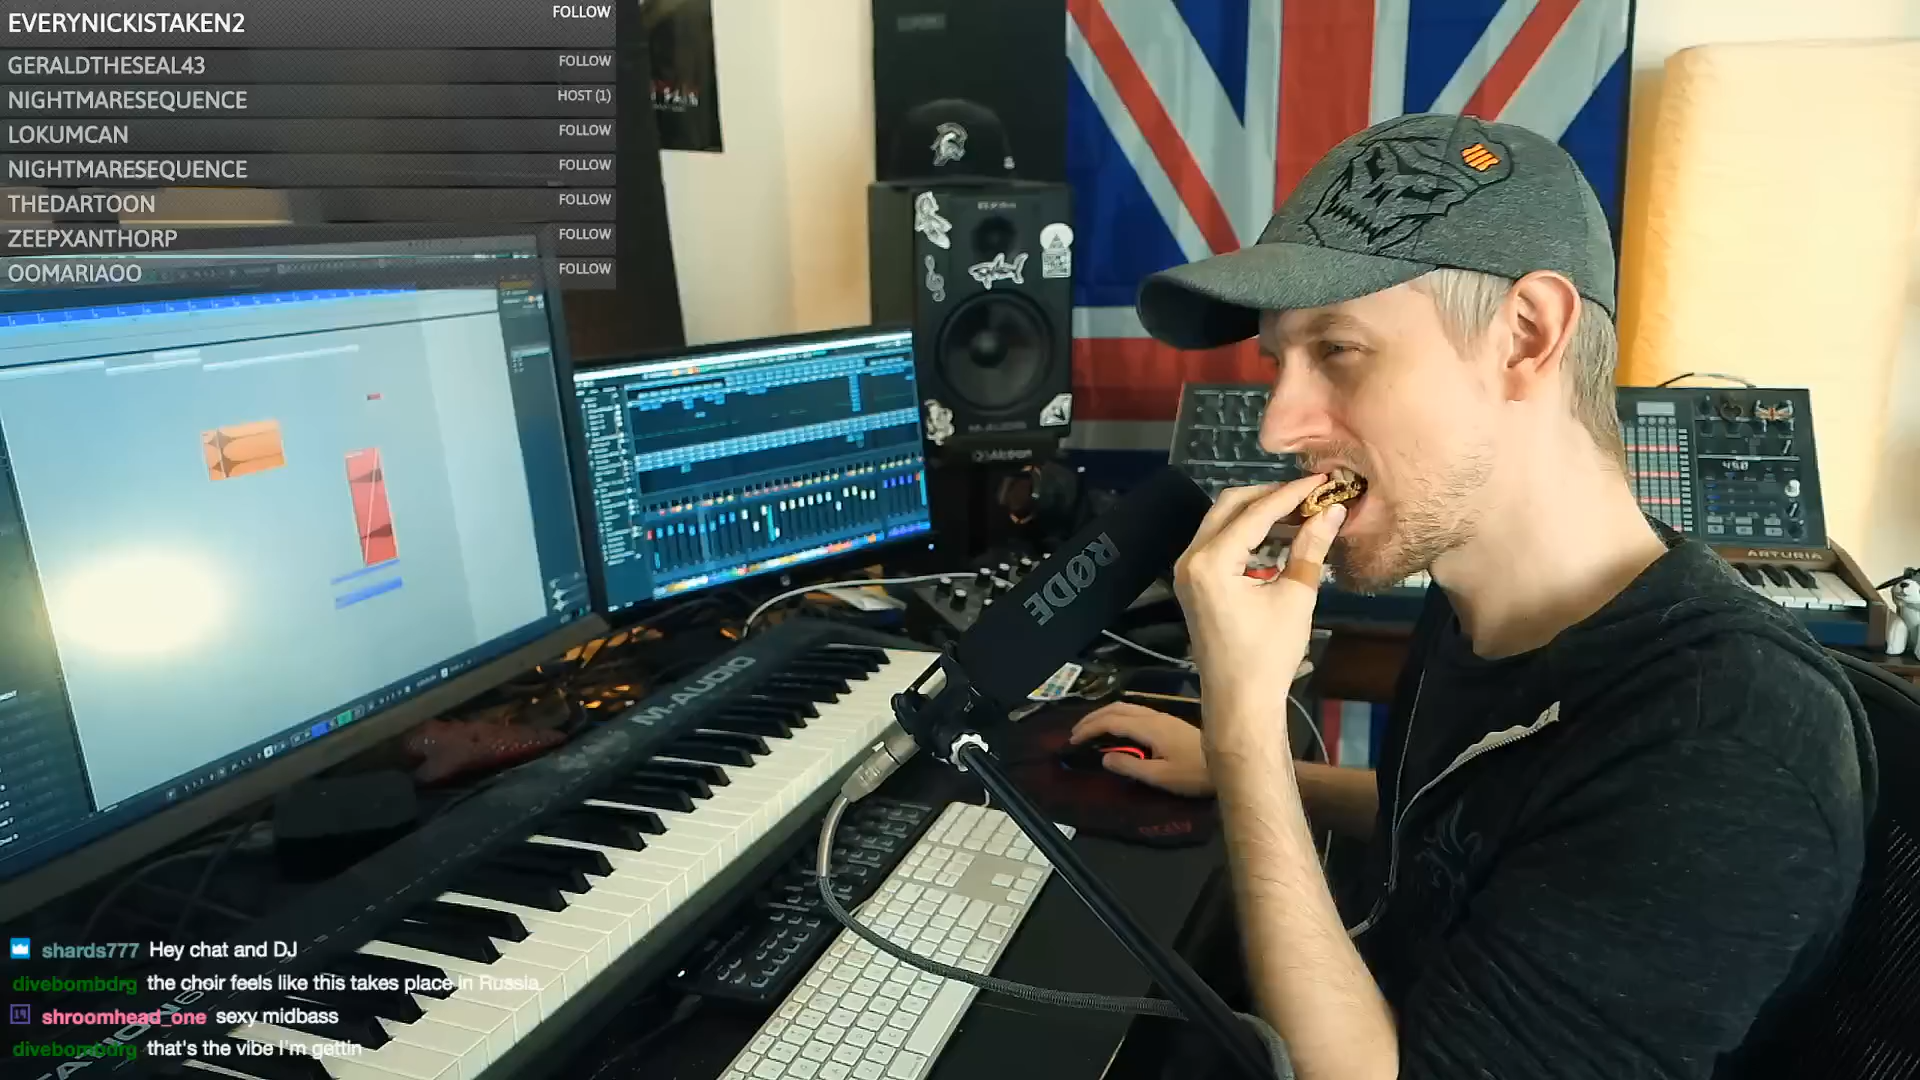 EVERYNICKISTAKEN2 FOLLOW
GERALDTHESEAL43 FOLLOW
NIGHTMARESEQUENCE HOST (1)
LOKUMCAN FOLLOW
NIGHTMARESEQUENCE FOLLOW
THEDARTOON FOLLOW
ZEEPXANTHORP FOLLOW
OOMARIAOO FOLLOW
RØDE
ARTURIA
M-AUDIO
shards777 Hey chat and DJ
divebombdrg the choir feels like this takes place in Russia
shroomhead_one sexy midbass
divebombdrg that's the vibe I'm gettin